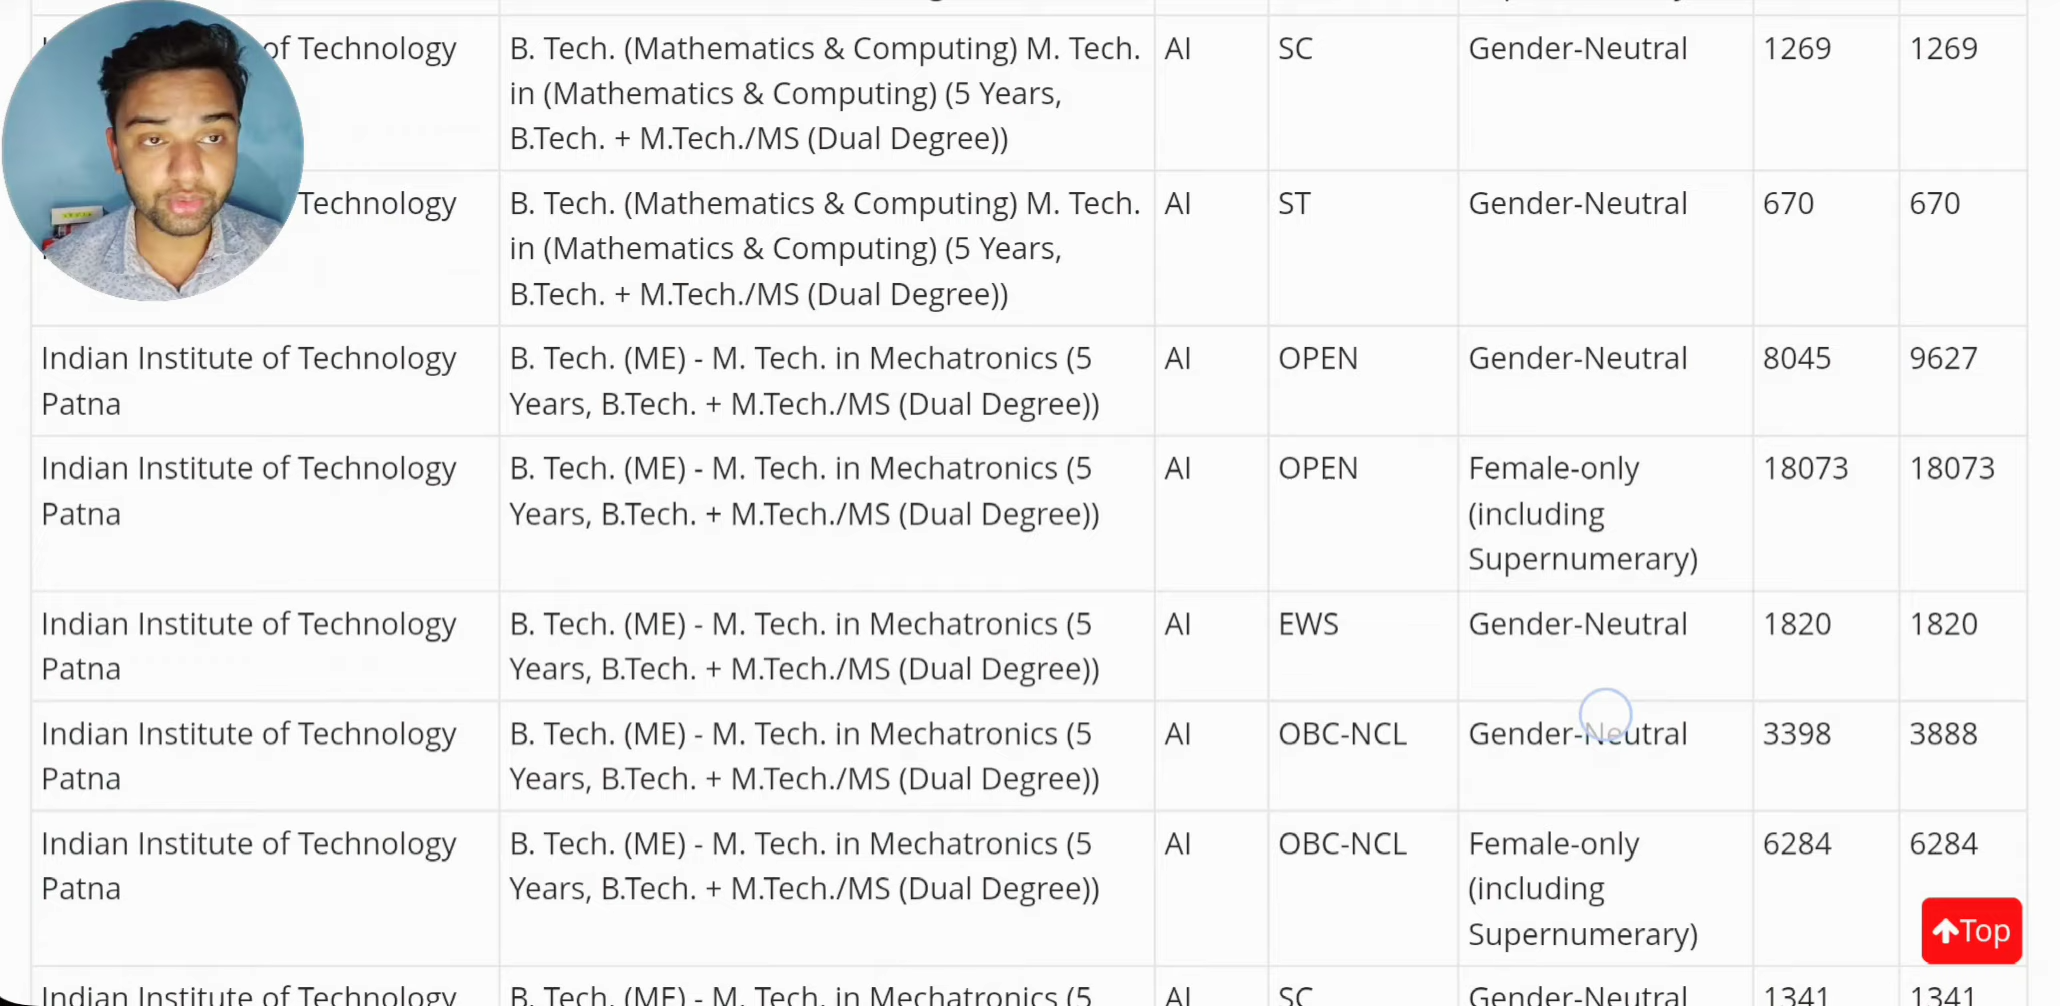 of Technology B. Tech. (Mathematics & Computing) M. Tech. AI SC Gender-Neutral 1269 1269
in (Mathematics & Computing) (5 Years,
B.Tech. + M.Tech./MS (Dual Degree))
Technology B. Tech. (Mathematics & Computing) M. Tech. AI ST Gender-Neutral 670 670
in (Mathematics & Computing) (5 Years,
B.Tech. + M.Tech./MS (Dual Degree))
Indian Institute of Technology B. Tech. (ME) - M. Tech. in Mechatronics (5 AI OPEN Gender-Neutral 8045 9627
Patna Years, B.Tech. + M.Tech./MS (Dual Degree))
Indian Institute of Technology B. Tech. (ME) - M. Tech. in Mechatronics (5 AI OPEN Female-only 18073 18073
Patna Years, B.Tech. + M.Tech./MS (Dual Degree)) (including
Supernumerary)
Indian Institute of Technology B. Tech. (ME) - M. Tech. in Mechatronics (5 AI EWS Gender-Neutral 1820 1820
Patna Years, B.Tech. + M.Tech./MS (Dual Degree))
Indian Institute of Technology B. Tech. (ME) - M. Tech. in Mechatronics (5 AI OBC-NCL Gender-Neutral 3398 3888
Patna Years, B.Tech. + M.Tech./MS (Dual Degree))
Indian Institute of Technology B. Tech. (ME) - M. Tech. in Mechatronics (5 AI OBC-NCL Female-only 6284 6284
Patna Years, B.Tech. + M.Tech./MS (Dual Degree)) (including
Supernumerary)
Top
Indian Institute of Technology B. Tech. (ME) - M. Tech. in Mechatronics (5 AI SC Gender-Neutral 1341 1341